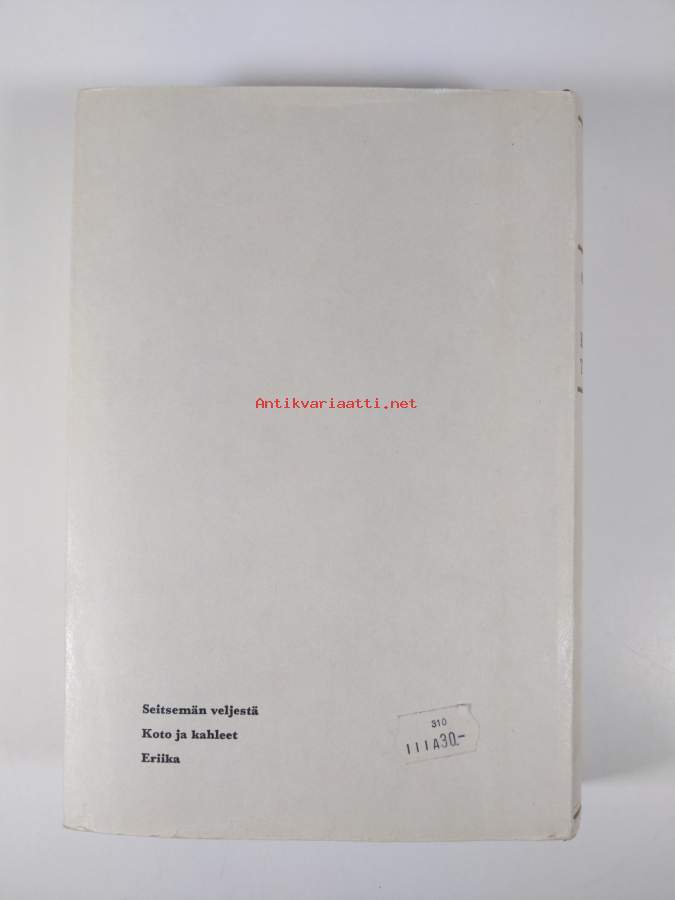 Antikvariaatti.net
Seitsemän veljestä
Koto ja kahleet
Eriika
310
111A30.-